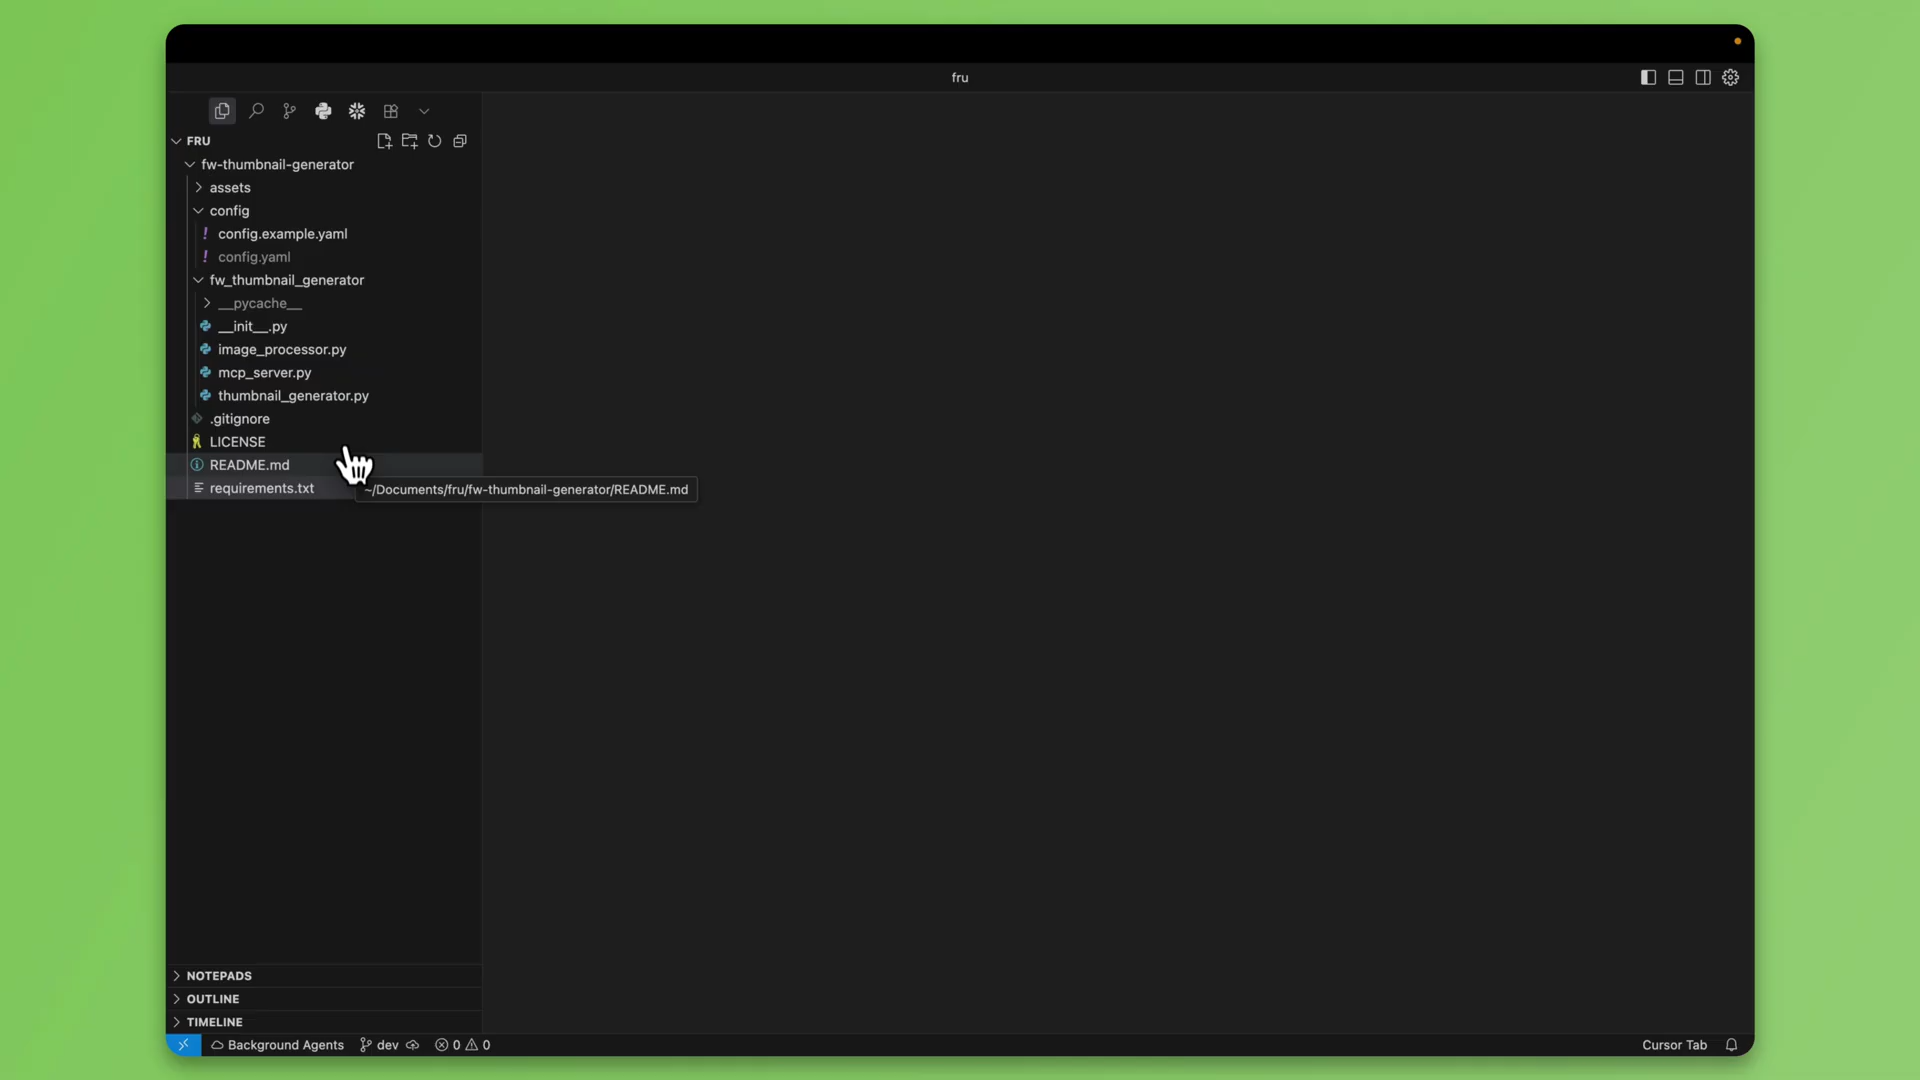 fru
FRU
fw-thumbnail-generator
assets
config
! config.example.yaml
! config.yaml
fw_thumbnail_generator
__pycache__
__init__.py
image_processor.py
mcp_server.py
thumbnail_generator.py
.gitignore
LICENSE
README.md
requirements.txt
~/Documents/fru/fw-thumbnail-generator/README.md
NOTEPADS
OUTLINE
TIMELINE
Background Agents dev 0 0 Cursor Tab